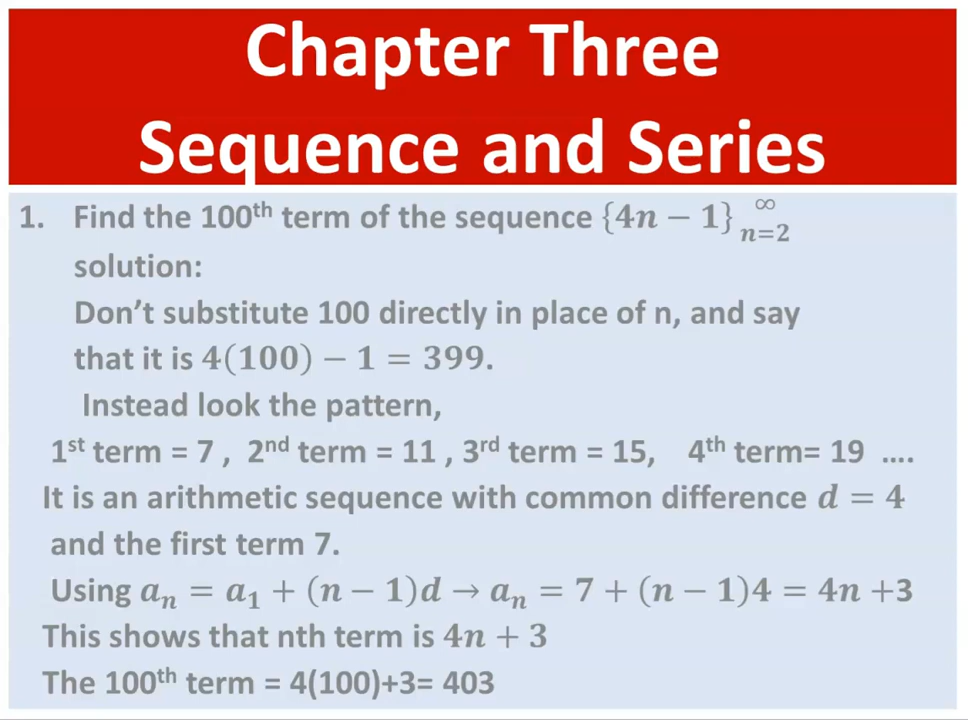 Chapter Three
Sequence and Series
1. Find the 100th term of the sequence {4n − 1} ∞ n=2
solution:
Don't substitute 100 directly in place of n, and say
that it is 4(100) − 1 = 399.
Instead look the pattern,
1st term = 7 , 2nd term = 11 , 3rd term = 15, 4th term= 19 ....
It is an arithmetic sequence with common difference d = 4
and the first term 7.
Using aₙ = a₁ + (n − 1)d → aₙ = 7 + (n − 1)4 = 4n +3
This shows that nth term is 4n + 3
The 100th term = 4(100)+3= 403